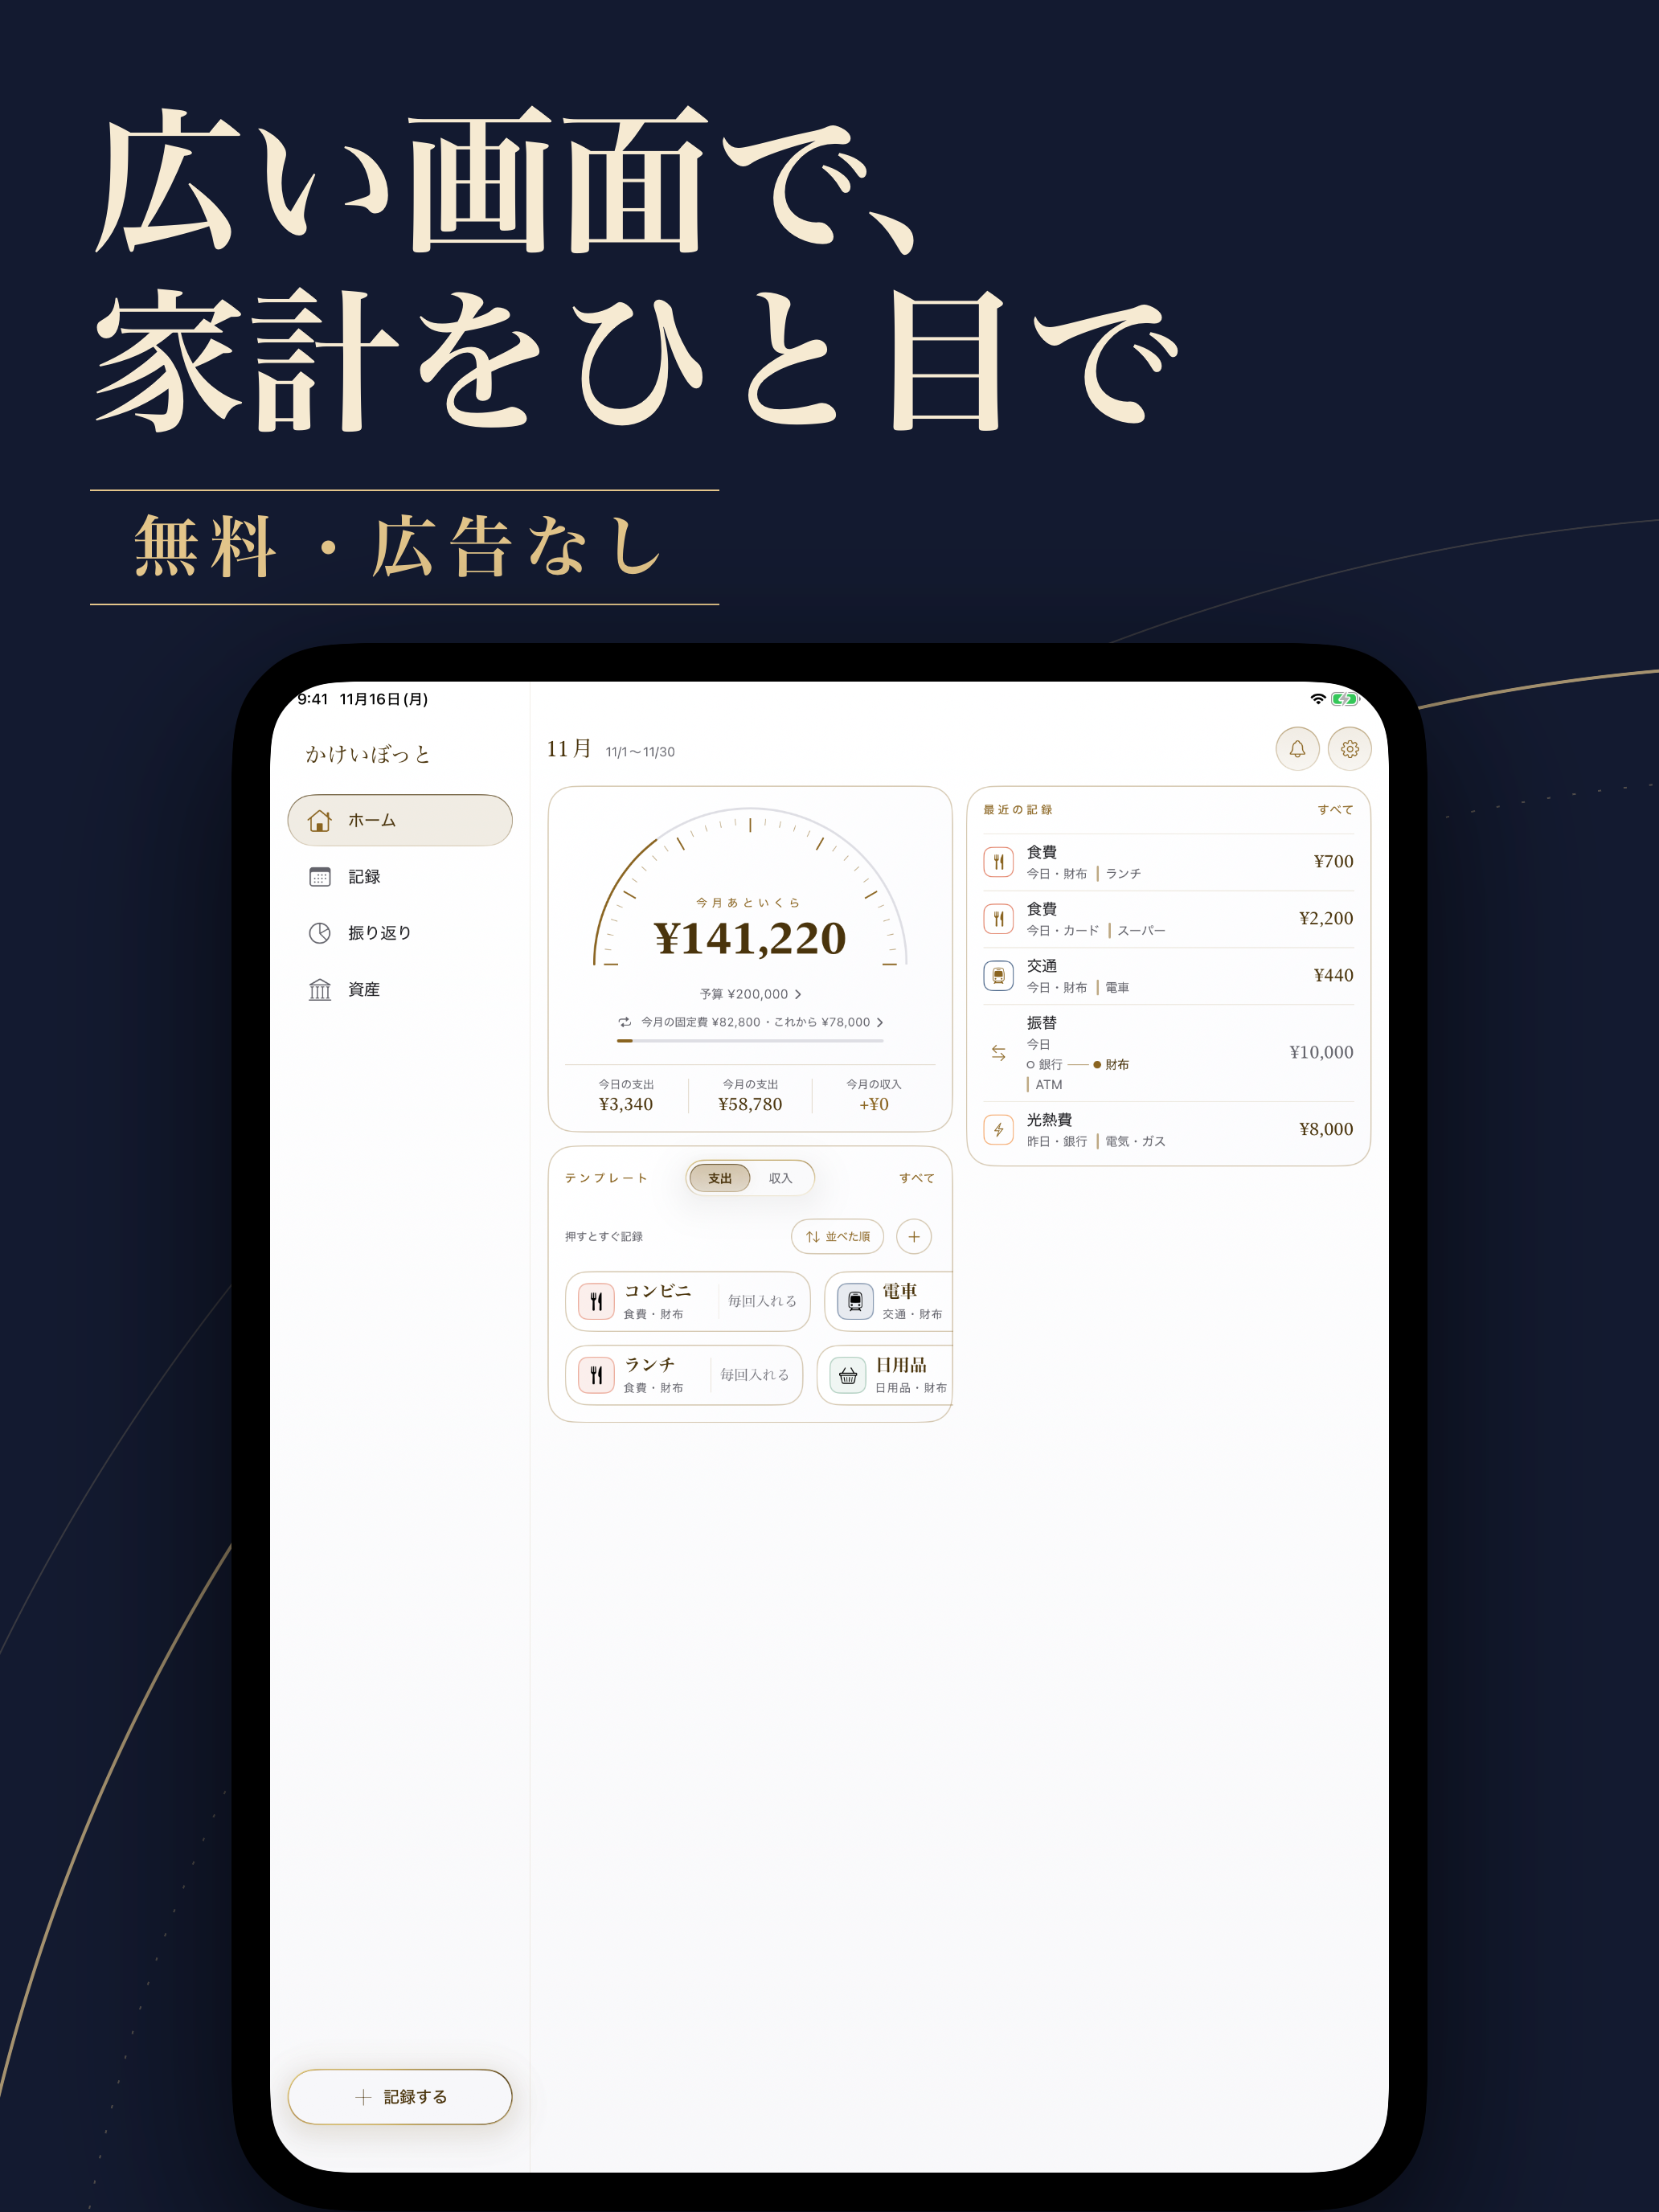 広い画面で、
家計をひと目で
無料・広告なし
9:41 11月16日(月)
かけいぼっと
ホーム
記録
振り返り
資産
記録する
11月 11/1〜11/30
今月あといくら
¥141,220
予算 ¥200,000
今月の固定費 ¥82,800・これから ¥78,000
今日の支出 今月の支出 今月の収入
¥3,340 ¥58,780 +¥0
テンプレート 支出 収入 すべて
押すとすぐ記録 並べた順
コンビニ
食費・財布
毎回入れる
電車
交通・財布
ランチ
食費・財布
毎回入れる
日用品
日用品・財布
最近の記録 すべて
食費
今日・財布 ランチ
¥700
食費
今日・カード スーパー
¥2,200
交通
今日・財布 電車
¥440
振替
今日
銀行 財布
ATM
¥10,000
光熱費
昨日・銀行 電気・ガス
¥8,000